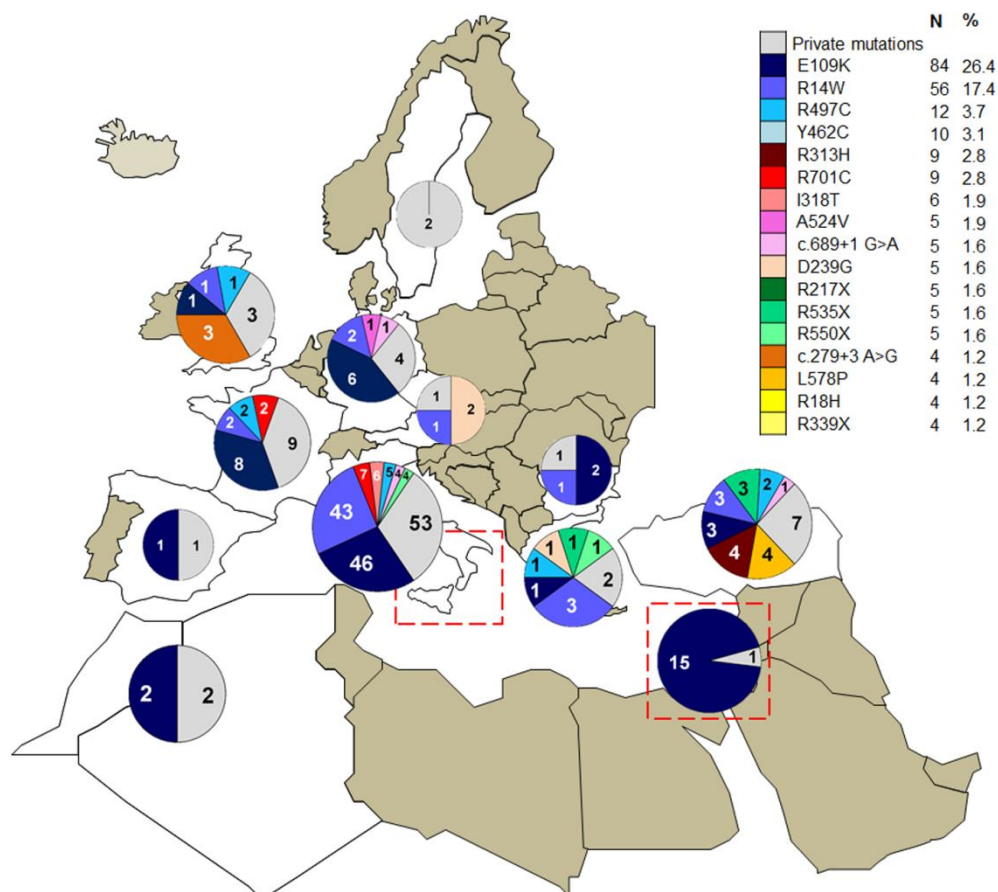 N %
Private mutations
E109K 84 26.4
R14W 56 17.4
R497C 12 3.7
Y462C 10 3.1
R313H 9 2.8
R701C 9 2.8
I318T 6 1.9
A524V 5 1.9
c.689+1 G>A 5 1.6
D239G 5 1.6
R217X 5 1.6
R535X 5 1.6
R550X 5 1.6
c.279+3 A>G 4 1.2
L578P 4 1.2
R18H 4 1.2
R339X 4 1.2
2
1 1
1 3
3
2 1 1
6 4
1 2
1
2 2 2
8 9
1 2
1
7 6 5 4 4
43 53
46
1 1
3 3 2 1
3 7
4 4
1 1 1 1
1 2
3
15 1
2 2